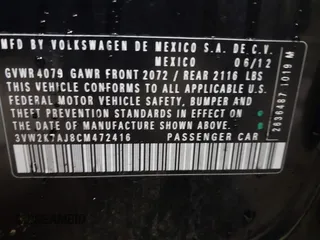 MFD BY VOLKSWAGEN DE MEXICO S.A. DE C.V.
MEXICO 06/12
GVWR 4079 GAWR FRONT 2072 / REAR 2116 LBS
THIS VEHICLE CONFORMS TO ALL APPLICABLE
FEDERAL MOTOR VEHICLE SAFETY, BUMPER AND
THEFT PREVENTION STANDARDS IN EFFECT ON
THE DATE OF MANUFACTURE SHOWN ABOVE.
3VW2K7AJ8CM472416 PASSENGER CAR
2636487 1019 M